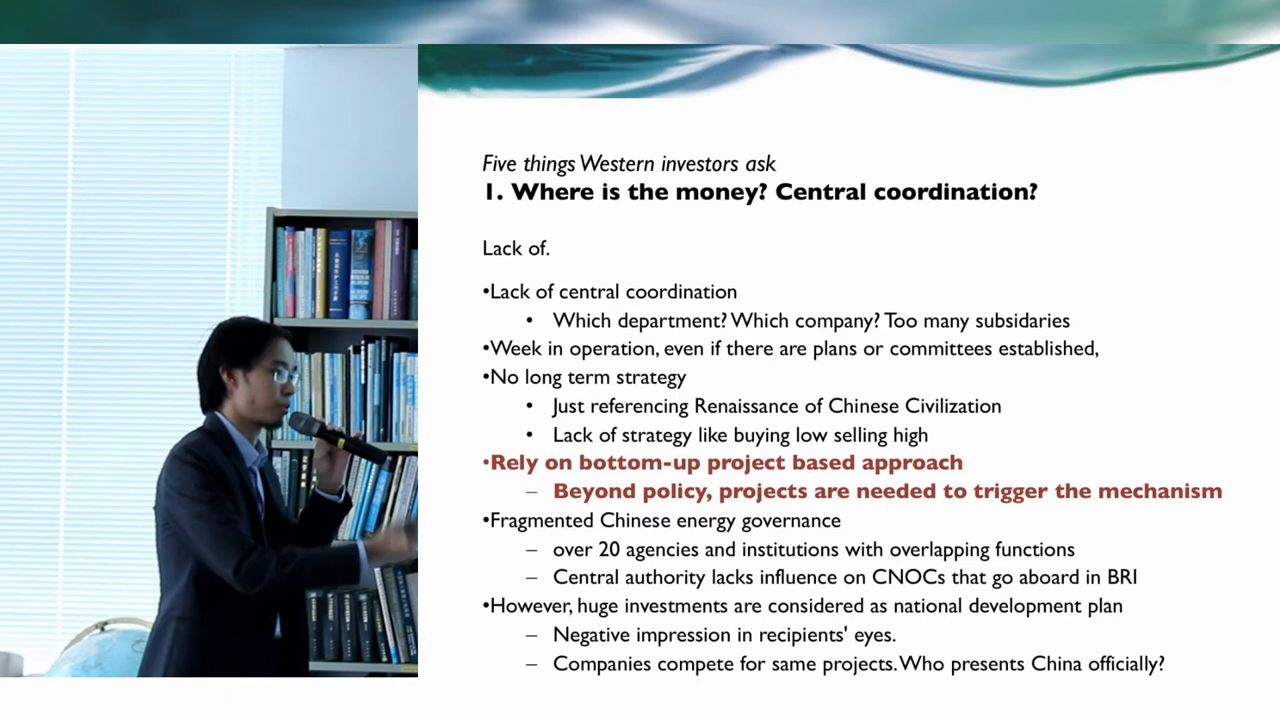 Five things Western investors ask
1. Where is the money? Central coordination?
Lack of.
•Lack of central coordination
• Which department? Which company? Too many subsidaries
•Week in operation, even if there are plans or committees established,
•No long term strategy
• Just referencing Renaissance of Chinese Civilization
• Lack of strategy like buying low selling high
•Rely on bottom-up project based approach
– Beyond policy, projects are needed to trigger the mechanism
•Fragmented Chinese energy governance
– over 20 agencies and institutions with overlapping functions
– Central authority lacks influence on CNOCs that go aboard in BRI
•However, huge investments are considered as national development plan
– Negative impression in recipients' eyes.
– Companies compete for same projects. Who presents China officially?